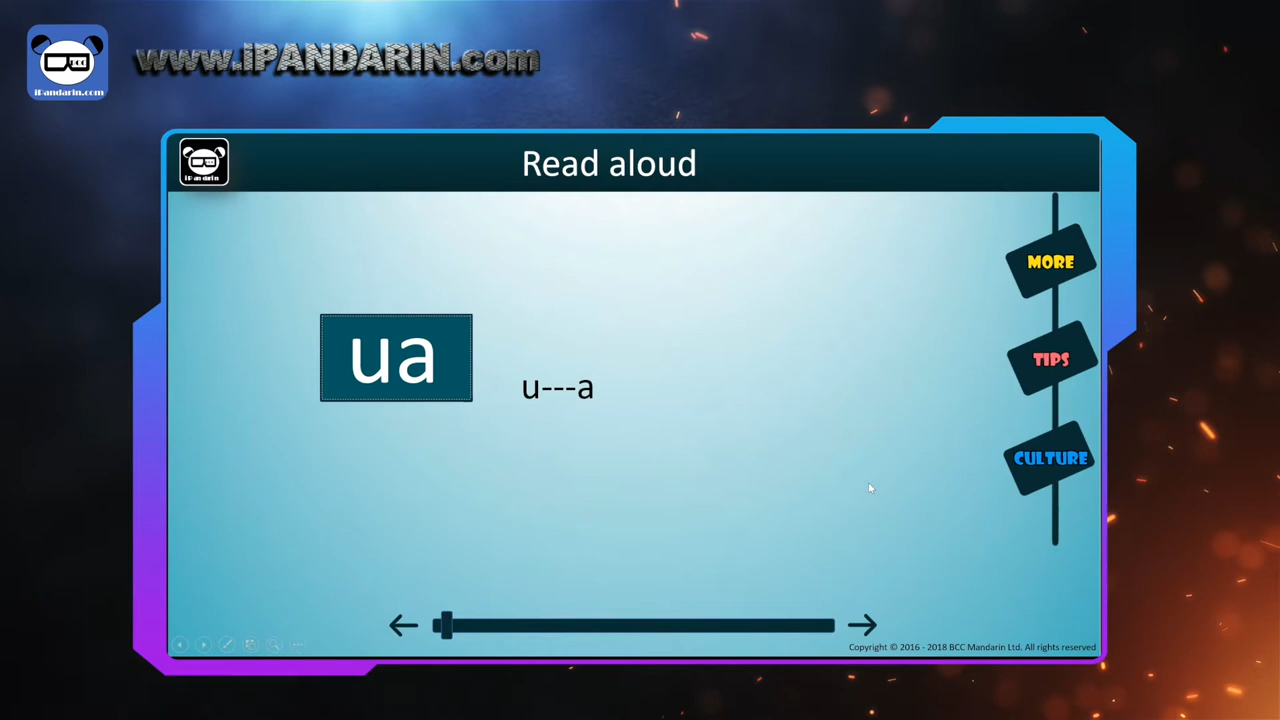 iPandarin.com
www.iPANDARIN.com
iPandarin
Read aloud
MORE
ua
u---a
TIPS
CULTURE
Copyright © 2016 - 2018 BCC Mandarin Ltd. All rights reserved